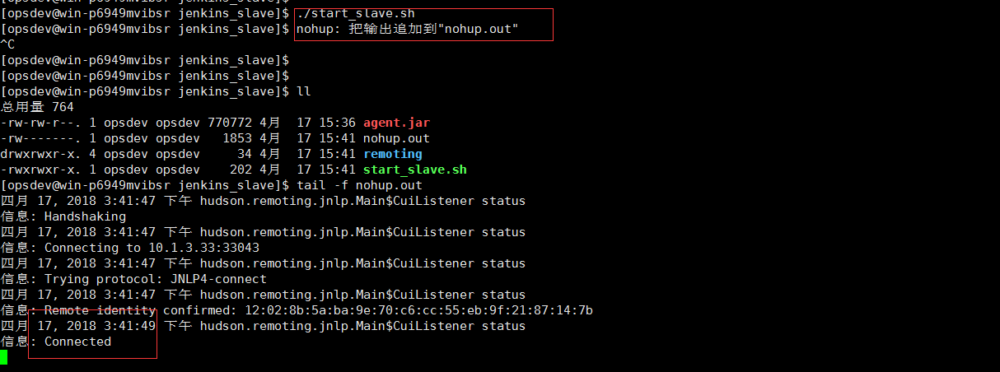 [opsdev@win-p6949mvibsr jenkins_slave]$
[opsdev@win-p6949mvibsr jenkins_slave]$ ./start_slave.sh
[opsdev@win-p6949mvibsr jenkins_slave]$ nohup: 把输出追加到"nohup.out"
^C
[opsdev@win-p6949mvibsr jenkins_slave]$
[opsdev@win-p6949mvibsr jenkins_slave]$
[opsdev@win-p6949mvibsr jenkins_slave]$ ll
总用量 764
-rw-rw-r--. 1 opsdev opsdev 770772 4月  17 15:36 agent.jar
-rw-------. 1 opsdev opsdev   1853 4月  17 15:41 nohup.out
drwxrwxr-x. 4 opsdev opsdev     34 4月  17 15:41 remoting
-rwxrwxr-x. 1 opsdev opsdev    202 4月  17 15:41 start_slave.sh
[opsdev@win-p6949mvibsr jenkins_slave]$ tail -f nohup.out
四月 17, 2018 3:41:47 下午 hudson.remoting.jnlp.Main$CuiListener status
信息: Handshaking
四月 17, 2018 3:41:47 下午 hudson.remoting.jnlp.Main$CuiListener status
信息: Connecting to 10.1.3.33:33043
四月 17, 2018 3:41:47 下午 hudson.remoting.jnlp.Main$CuiListener status
信息: Trying protocol: JNLP4-connect
四月 17, 2018 3:41:47 下午 hudson.remoting.jnlp.Main$CuiListener status
信息: Remote identity confirmed: 12:02:8b:5a:ba:9e:70:c6:cc:55:eb:9f:21:87:14:7b
四月 17, 2018 3:41:49 下午 hudson.remoting.jnlp.Main$CuiListener status
信息: Connected